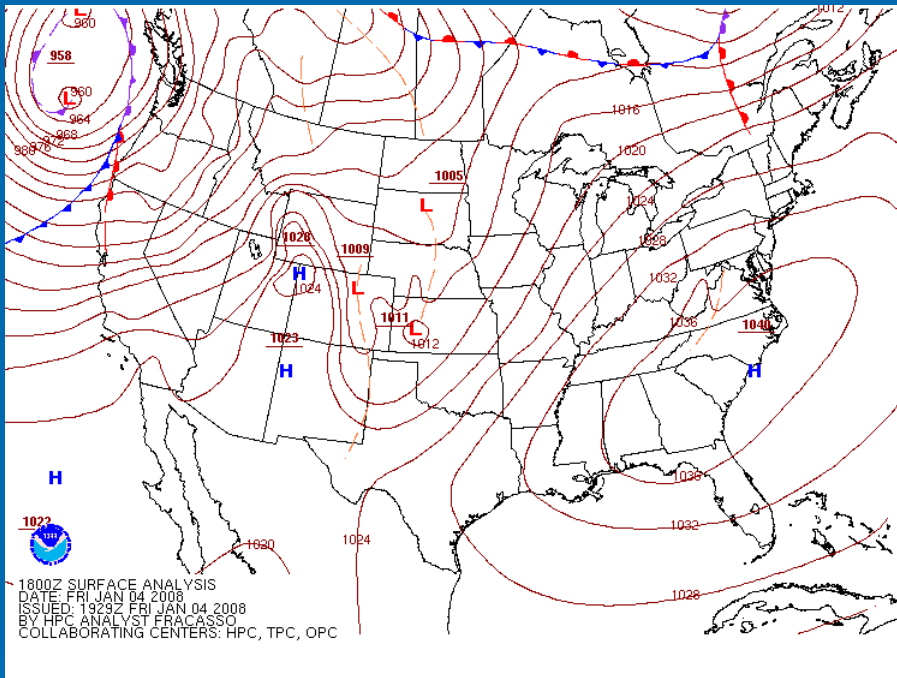 1012
960
958
960
964
968
972
976
980
1016
1020
1005
1024
1028
1028
1009
1032
1024
1011
1036
1040
1012
1023
1036
1022
1032
1020
1024
1028
H
H
H
H
L
L
L
L
L
1800Z SURFACE ANALYSIS
DATE: FRI JAN 04 2008
ISSUED: 1929Z FRI JAN 04 2008
BY HPC ANALYST FRACASSO
COLLABORATING CENTERS: HPC, TPC, OPC